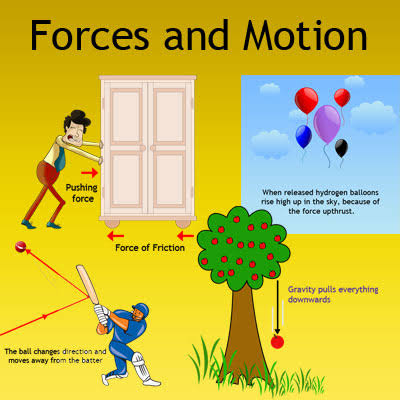 Forces and Motion
Pushing
force
Force of Friction
When released hydrogen balloons
rise high up in the sky, because of
the force upthrust.
Gravity pulls everything
downwards
The ball changes direction and
moves away from the batter